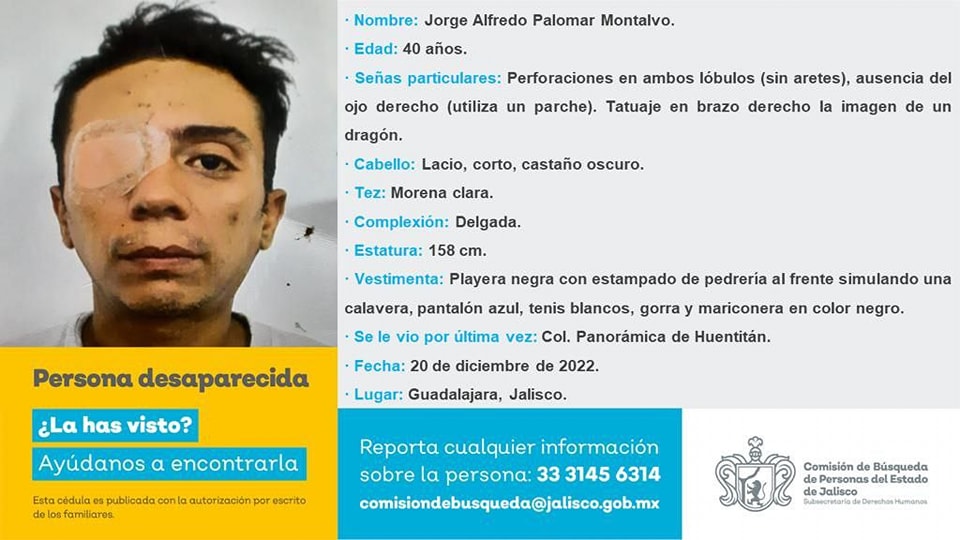 · Nombre: Jorge Alfredo Palomar Montalvo.
· Edad: 40 años.
· Señas particulares: Perforaciones en ambos lóbulos (sin aretes), ausencia del
ojo derecho (utiliza un parche). Tatuaje en brazo derecho la imagen de un
dragón.
· Cabello: Lacio, corto, castaño oscuro.
· Tez: Morena clara.
· Complexión: Delgada.
· Estatura: 158 cm.
· Vestimenta: Playera negra con estampado de pedrería al frente simulando una
calavera, pantalón azul, tenis blancos, gorra y mariconera en color negro.
· Se le vio por última vez: Col. Panorámica de Huentitán.
· Fecha: 20 de diciembre de 2022.
· Lugar: Guadalajara, Jalisco.
Persona desaparecida
¿La has visto?
Ayúdanos a encontrarla
Esta cédula es publicada con la autorización por escrito
de los familiares.
Reporta cualquier información
sobre la persona: 33 3145 6314
comisiondebusqueda@jalisco.gob.mx
Comisión de Búsqueda
de Personas del Estado
de Jalisco
Subsecretaría de Derechos Humanos